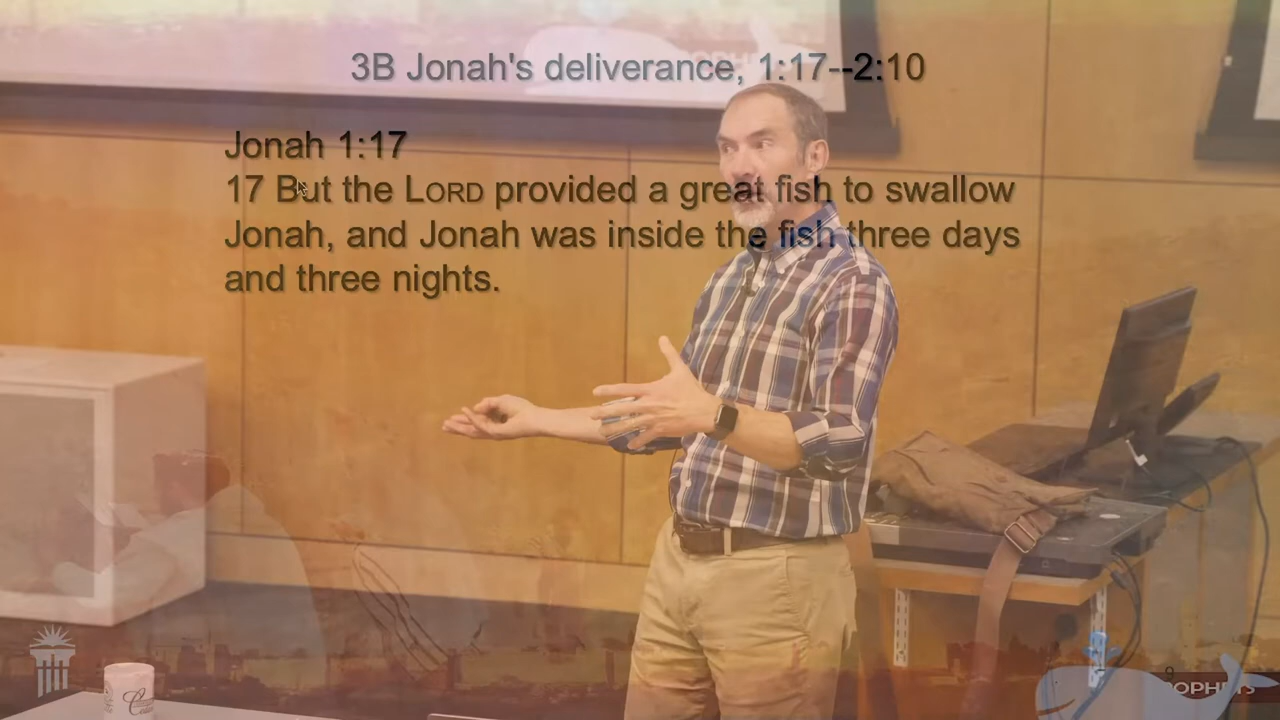 3B Jonah's deliverance, 1:17--2:10
Jonah 1:17
17 But the LORD provided a great fish to swallow
Jonah, and Jonah was inside the fish three days
and three nights.
9